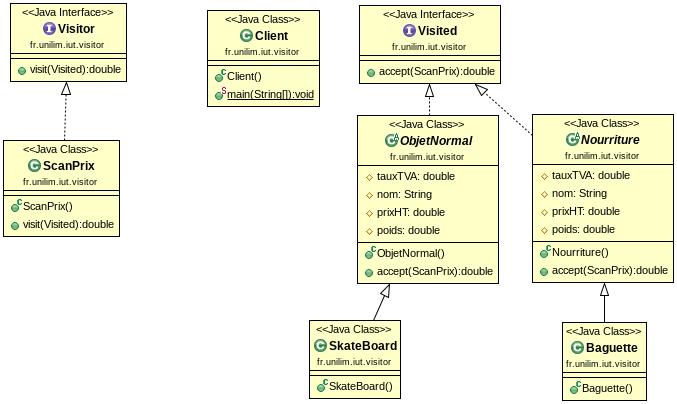 <<Java Interface>>
Visitor
fr.unilim.iut.visitor
visit(Visited):double
<<Java Class>>
Client
fr.unilim.iut.visitor
Client()
main(String[]):void
<<Java Interface>>
Visited
fr.unilim.iut.visitor
accept(ScanPrix):double
<<Java Class>>
ScanPrix
fr.unilim.iut.visitor
ScanPrix()
visit(Visited):double
<<Java Class>>
ObjetNormal
fr.unilim.iut.visitor
tauxTVA: double
nom: String
prixHT: double
poids: double
ObjetNormal()
accept(ScanPrix):double
<<Java Class>>
Nourriture
fr.unilim.iut.visitor
tauxTVA: double
nom: String
prixHT: double
poids: double
Nourriture()
accept(ScanPrix):double
<<Java Class>>
SkateBoard
fr.unilim.iut.visitor
SkateBoard()
<<Java Class>>
Baguette
fr.unilim.iut.visitor
Baguette()